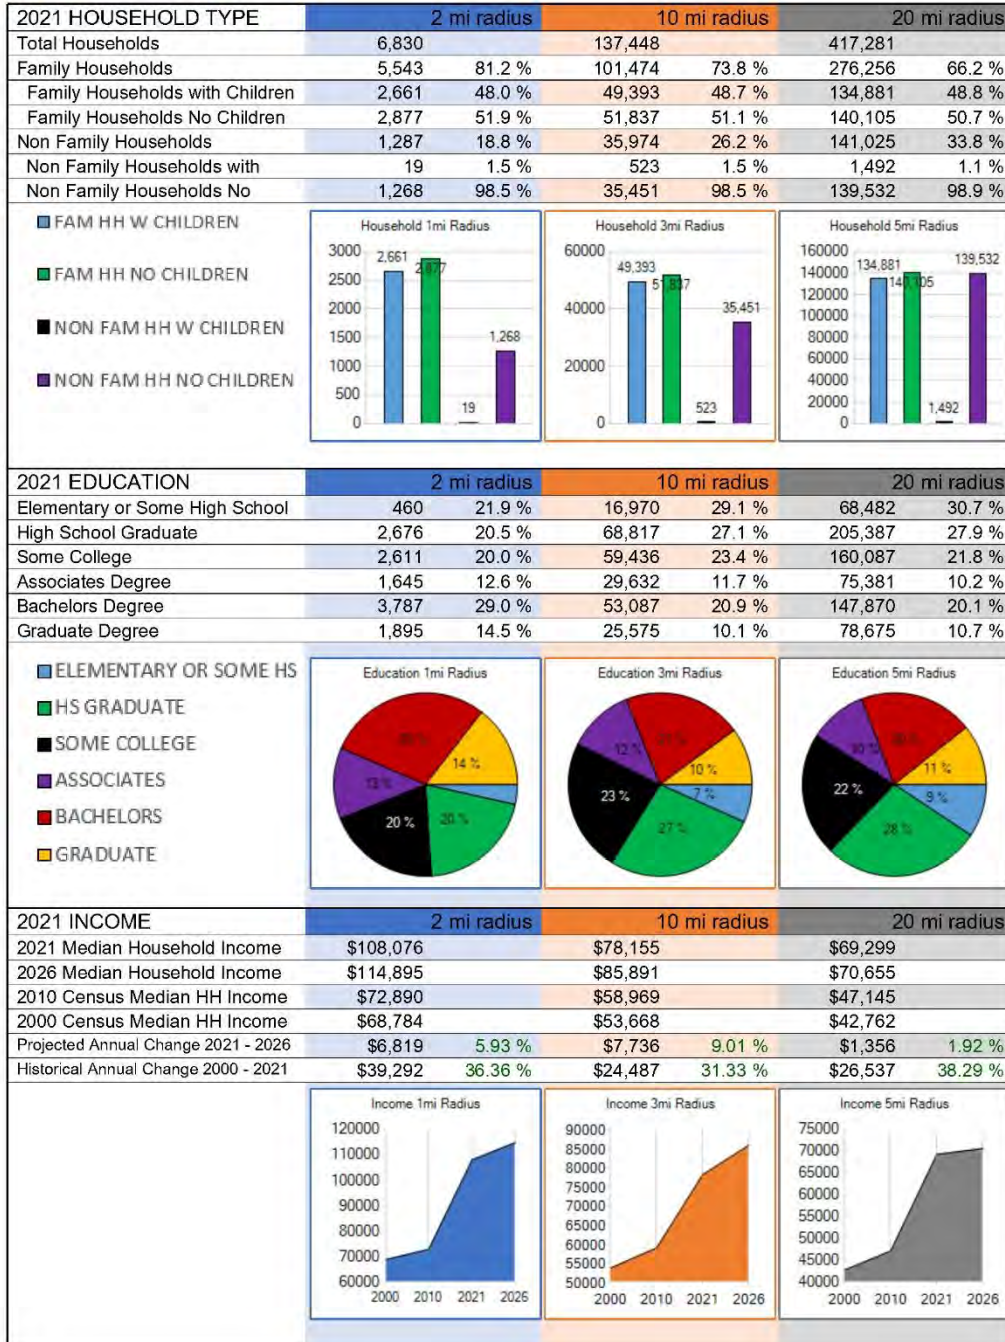 2021 HOUSEHOLD TYPE 2 mi radius 10 mi radius 20 mi radius
Total Households 6,830 137,448 417,281
Family Households 5,543 81.2 % 101,474 73.8 % 276,256 66.2 %
Family Households with Children 2,661 48.0 % 49,393 48.7 % 134,881 48.8 %
Family Households No Children 2,877 51.9 % 51,837 51.1 % 140,105 50.7 %
Non Family Households 1,287 18.8 % 35,974 26.2 % 141,025 33.8 %
Non Family Households with 19 1.5 % 523 1.5 % 1,492 1.1 %
Non Family Households No 1,268 98.5 % 35,451 98.5 % 139,532 98.9 %
FAM HH W CHILDREN
FAM HH NO CHILDREN
NON FAM HH W CHILDREN
NON FAM HH NO CHILDREN
Household 1mi Radius
3000
2500
2000
1500
1000
500
0
2,661
2,877
19
1,268
Household 3mi Radius
60000
40000
20000
0
49,393
51,837
523
35,451
Household 5mi Radius
160000
140000
120000
100000
80000
60000
40000
20000
0
134,881
140,105
1,492
139,532
2021 EDUCATION 2 mi radius 10 mi radius 20 mi radius
Elementary or Some High School 460 21.9 % 16,970 29.1 % 68,482 30.7 %
High School Graduate 2,676 20.5 % 68,817 27.1 % 205,387 27.9 %
Some College 2,611 20.0 % 59,436 23.4 % 160,087 21.8 %
Associates Degree 1,645 12.6 % 29,632 11.7 % 75,381 10.2 %
Bachelors Degree 3,787 29.0 % 53,087 20.9 % 147,870 20.1 %
Graduate Degree 1,895 14.5 % 25,575 10.1 % 78,675 10.7 %
ELEMENTARY OR SOME HS
HS GRADUATE
SOME COLLEGE
ASSOCIATES
BACHELORS
GRADUATE
Education 1mi Radius
14 %
13 %
20 %
20 %
Education 3mi Radius
12 %
21 %
10 %
7 %
23 %
27 %
Education 5mi Radius
10 %
20 %
11 %
9 %
22 %
28 %
2021 INCOME 2 mi radius 10 mi radius 20 mi radius
2021 Median Household Income $108,076 $78,155 $69,299
2026 Median Household Income $114,895 $85,891 $70,655
2010 Census Median HH Income $72,890 $58,969 $47,145
2000 Census Median HH Income $68,784 $53,668 $42,762
Projected Annual Change 2021 - 2026 $6,819 5.93 % $7,736 9.01 % $1,356 1.92 %
Historical Annual Change 2000 - 2021 $39,292 36.36 % $24,487 31.33 % $26,537 38.29 %
Income 1mi Radius
120000
110000
100000
90000
80000
70000
60000
2000 2010 2021 2026
Income 3mi Radius
90000
85000
80000
75000
70000
65000
60000
55000
50000
2000 2010 2021 2026
Income 5mi Radius
75000
70000
65000
60000
55000
50000
45000
40000
2000 2010 2021 2026